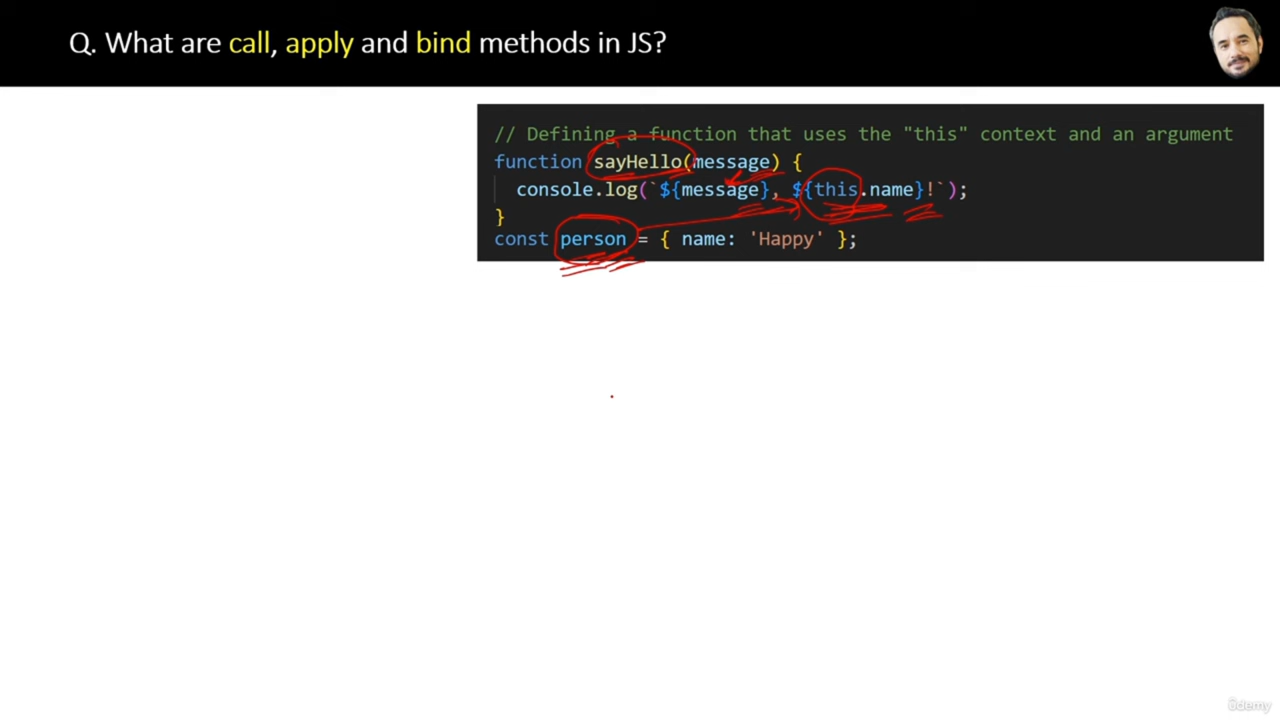 Q. What are call, apply and bind methods in JS?
// Defining a function that uses the "this" context and an argument
function sayHello(message) {
console.log(`${message}, ${this.name}!`);
}
const person = { name: 'Happy' };
ûdemy